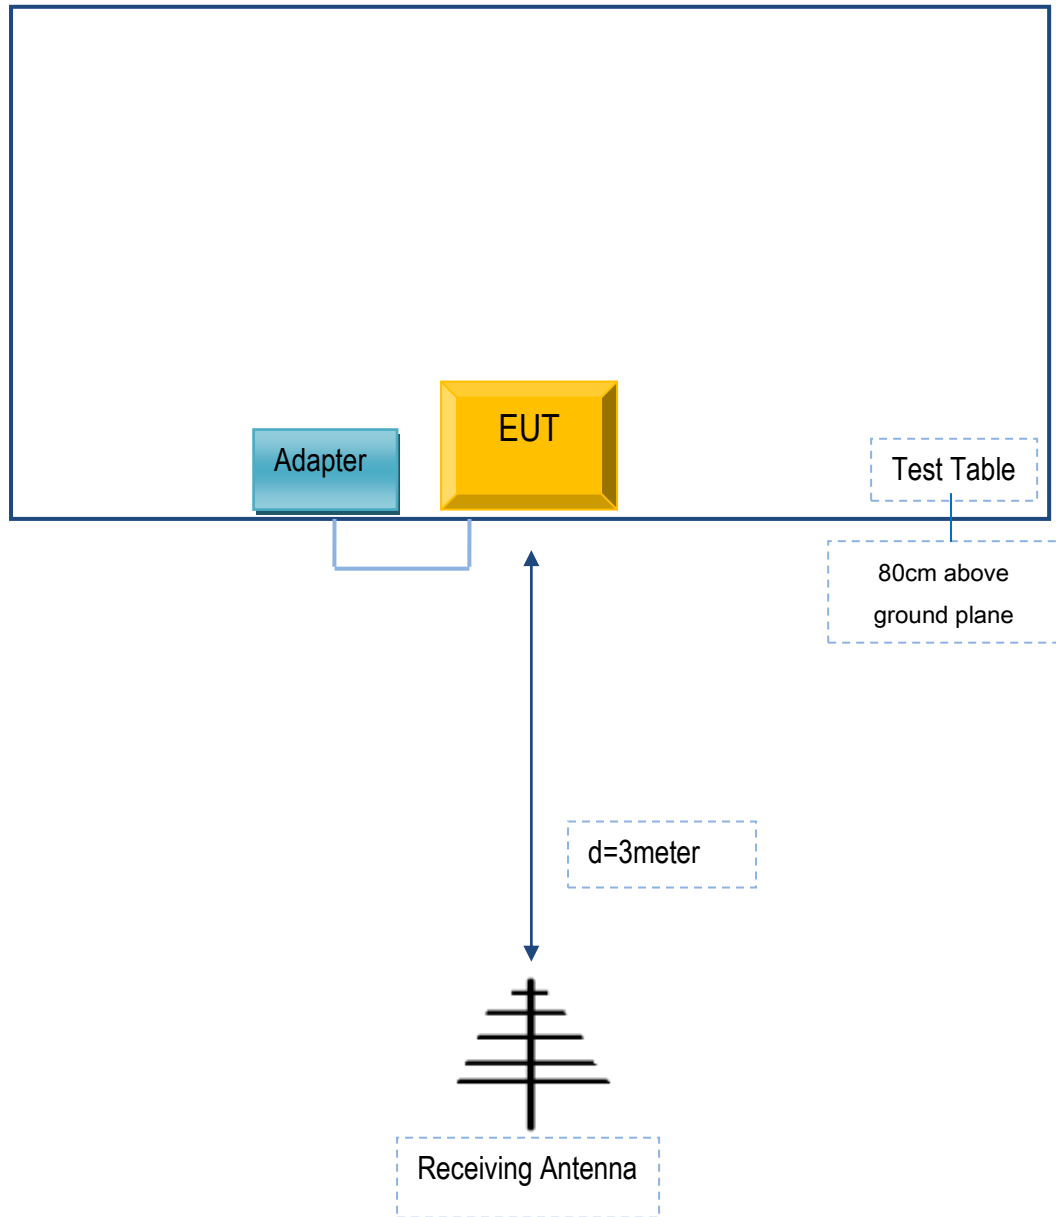 EUT
Adapter
Test Table
80cm above
ground plane
d=3meter
Receiving Antenna